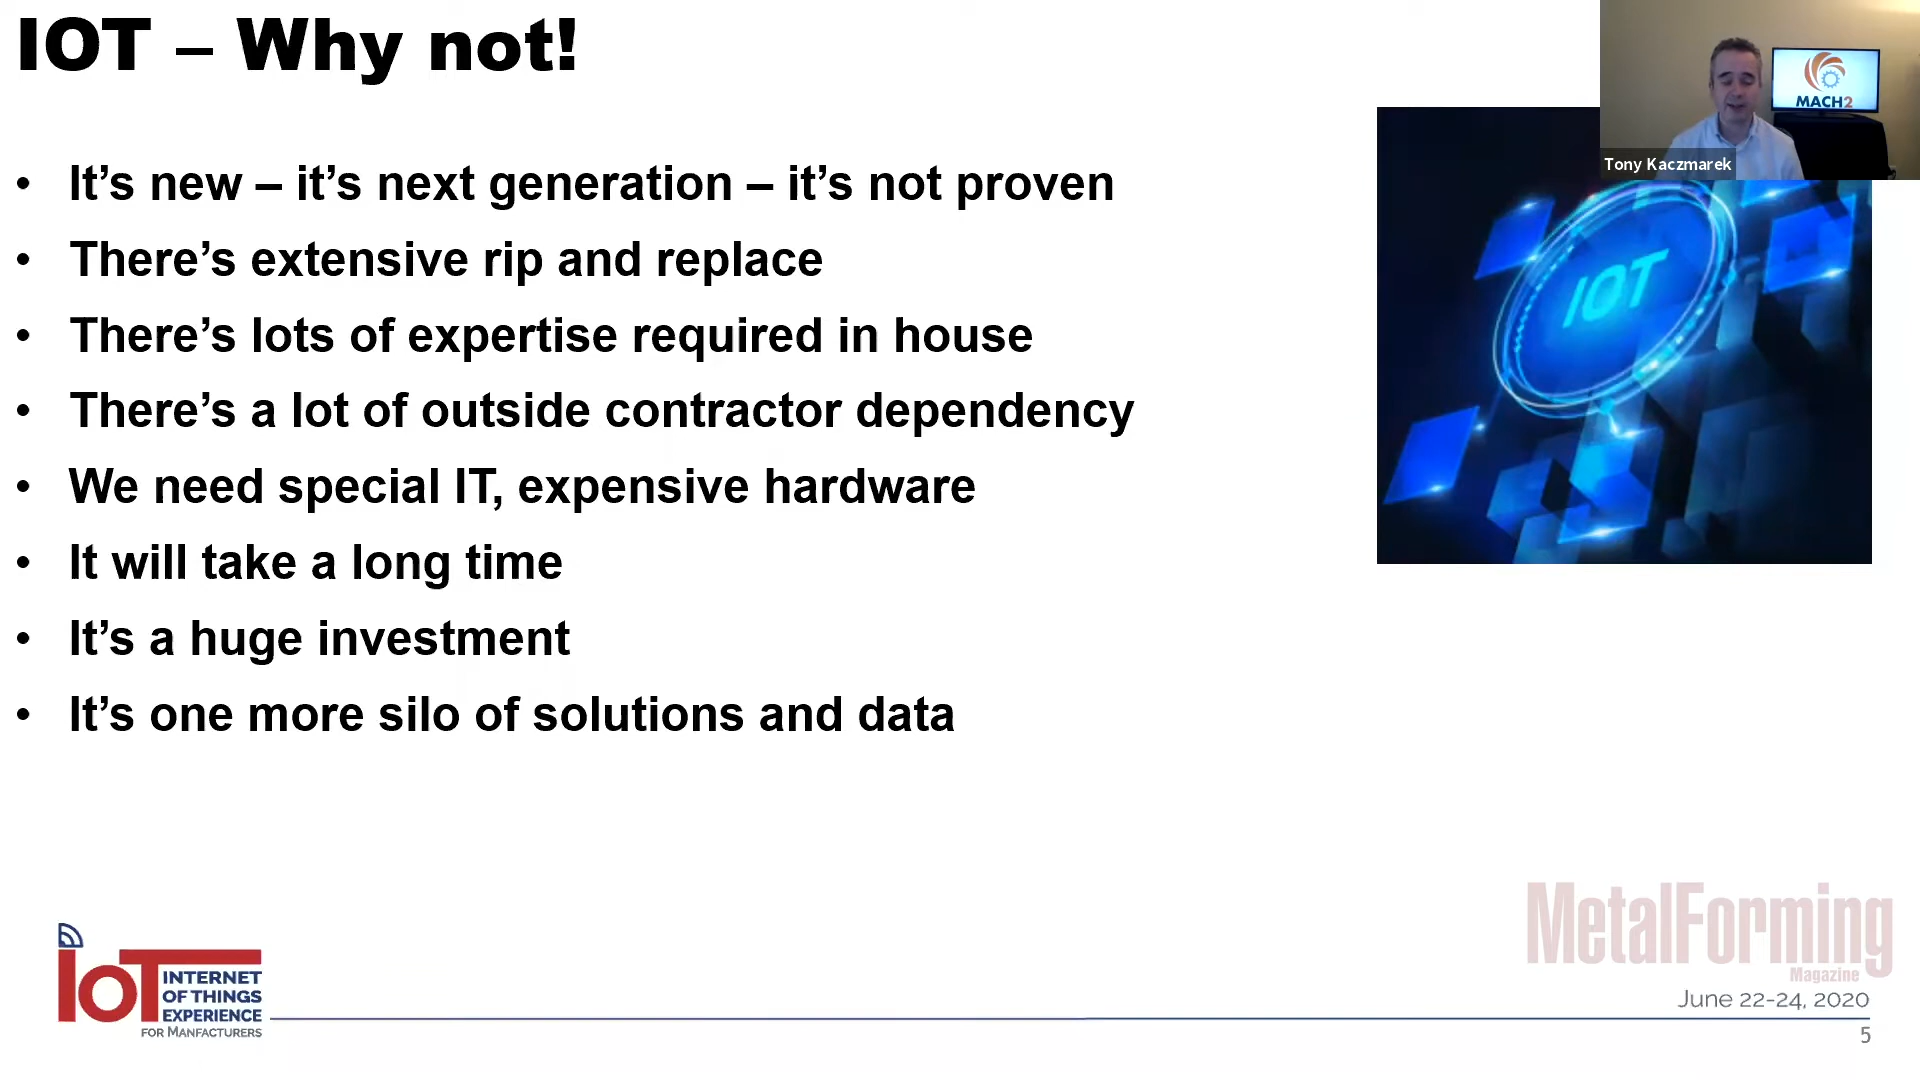 IOT – Why not!
MACH2
Tony Kaczmarek
• It’s new – it’s next generation – it’s not proven
• There’s extensive rip and replace
• There’s lots of expertise required in house
• There’s a lot of outside contractor dependency
• We need special IT, expensive hardware
• It will take a long time
• It’s a huge investment
• It’s one more silo of solutions and data
IOT
IoT
INTERNET
OF THINGS
EXPERIENCE
FOR MANFACTURERS
MetalForming
Magazine
June 22-24, 2020
5